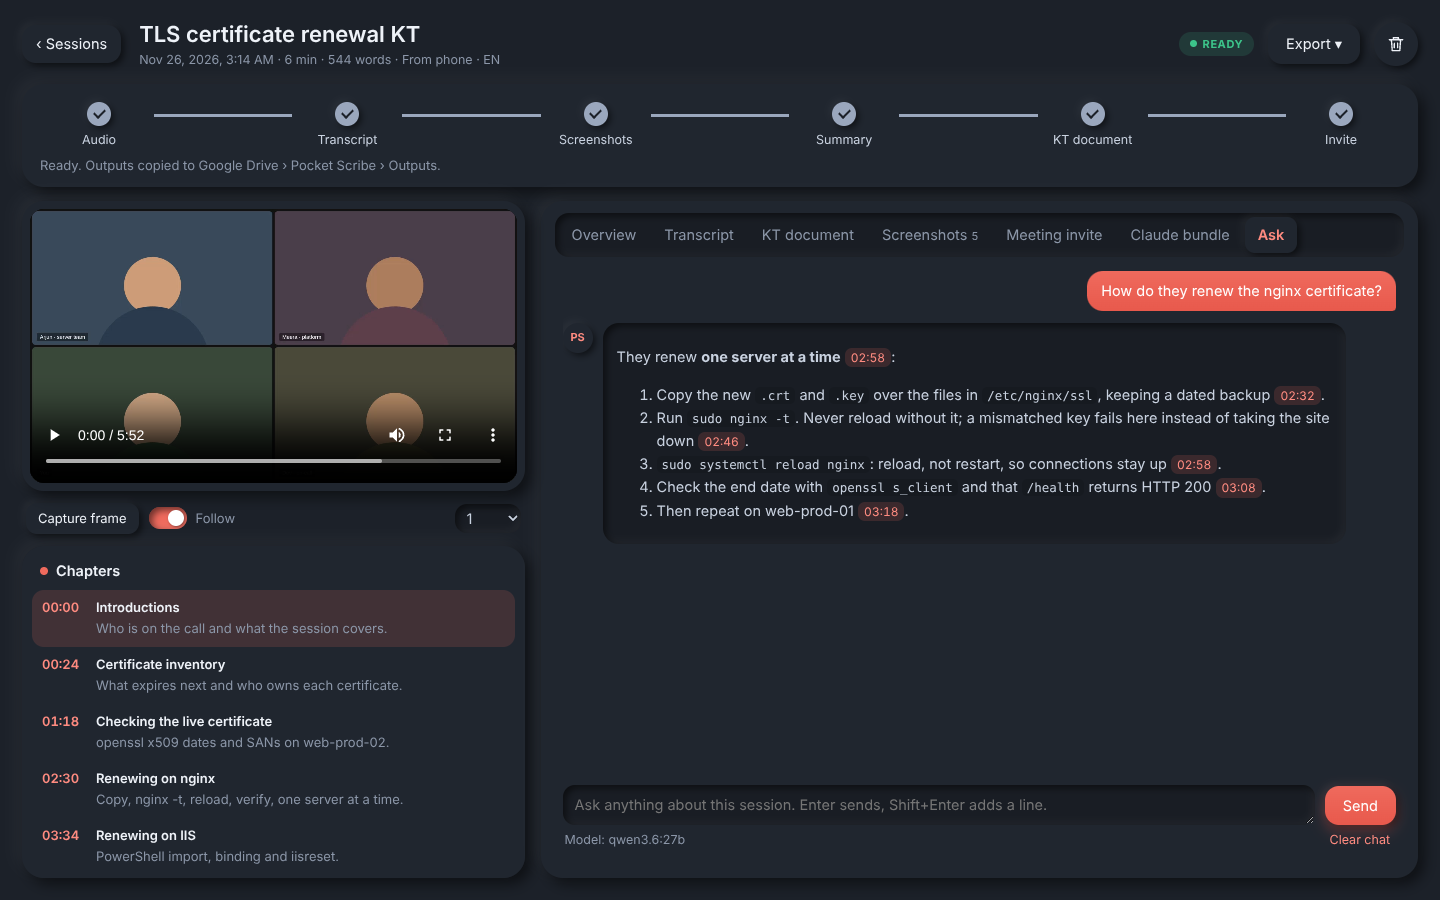 ‹ Sessions
TLS certificate renewal KT
Nov 26, 2026, 3:14 AM · 6 min · 544 words · From phone · EN
READY
Export ▾
Audio
Transcript
Screenshots
Summary
KT document
Invite
Ready. Outputs copied to Google Drive › Pocket Scribe › Outputs.
Arjun - server team
Meera - platform
0:00 / 5:52
Capture frame
Follow
1
Chapters
00:00 Introductions
Who is on the call and what the session covers.
00:24 Certificate inventory
What expires next and who owns each certificate.
01:18 Checking the live certificate
openssl x509 dates and SANs on web-prod-02.
02:30 Renewing on nginx
Copy, nginx -t, reload, verify, one server at a time.
03:34 Renewing on IIS
PowerShell import, binding and iisreset.
Overview Transcript KT document Screenshots 5 Meeting invite Claude bundle Ask
How do they renew the nginx certificate?
PS
They renew one server at a time 02:58:
1. Copy the new .crt and .key over the files in /etc/nginx/ssl , keeping a dated backup 02:32.
2. Run sudo nginx -t . Never reload without it; a mismatched key fails here instead of taking the site
down 02:46.
3. sudo systemctl reload nginx : reload, not restart, so connections stay up 02:58.
4. Check the end date with openssl s_client and that /health returns HTTP 200 03:08.
5. Then repeat on web-prod-01 03:18.
Ask anything about this session. Enter sends, Shift+Enter adds a line.
Send
Model: qwen3.6:27b
Clear chat